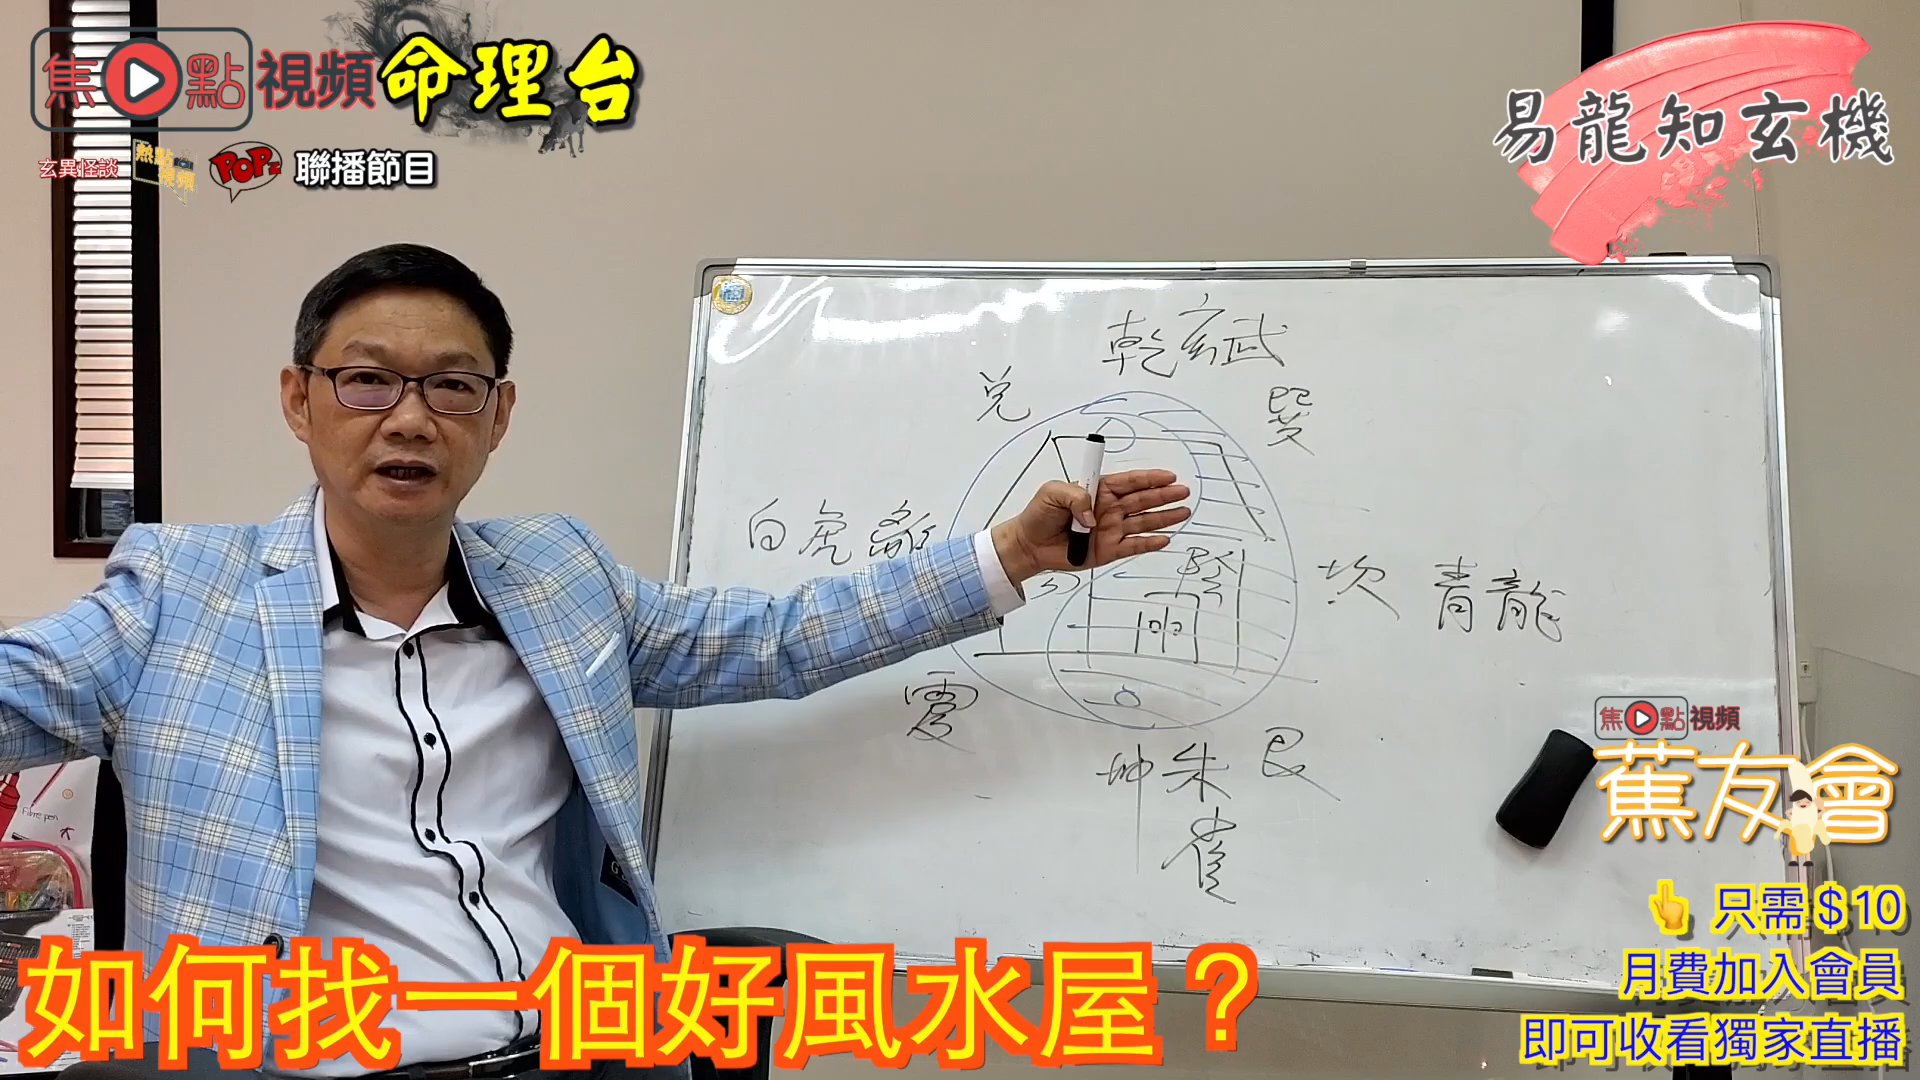 焦點視頻命理台
玄異怪談 熱點視頻 POPz 聯播節目
易龍知玄機
乾玄武
兌
巽
白虎 離
坎 青龍
震
坤 朱雀
艮
Fibre pen
焦點視頻
蕉友會
只需$10
月費加入會員
即可收看獨家直播
如何找一個好風水屋？